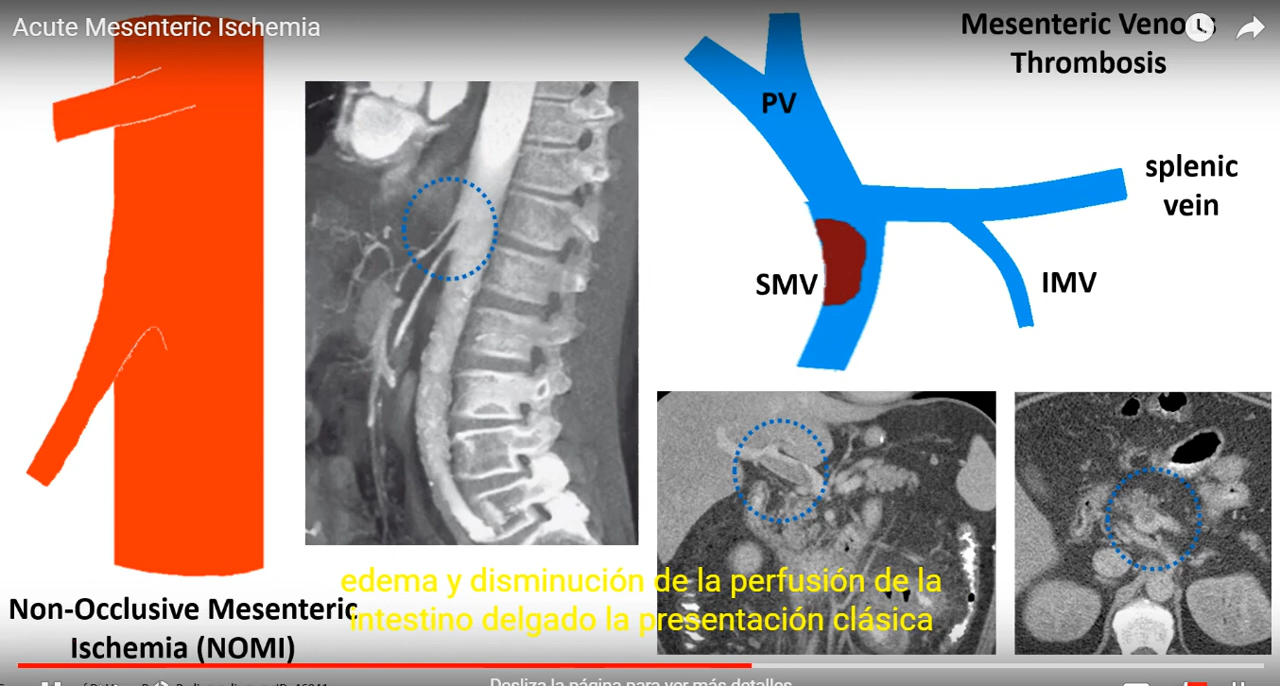 Acute Mesenteric Ischemia
Mesenteric Venous
Thrombosis
PV
splenic
vein
SMV
IMV
edema y disminución de la perfusión de la
intestino delgado la presentación clásica
Non-Occlusive Mesenteric
Ischemia (NOMI)
Desliza la página para ver más detalles